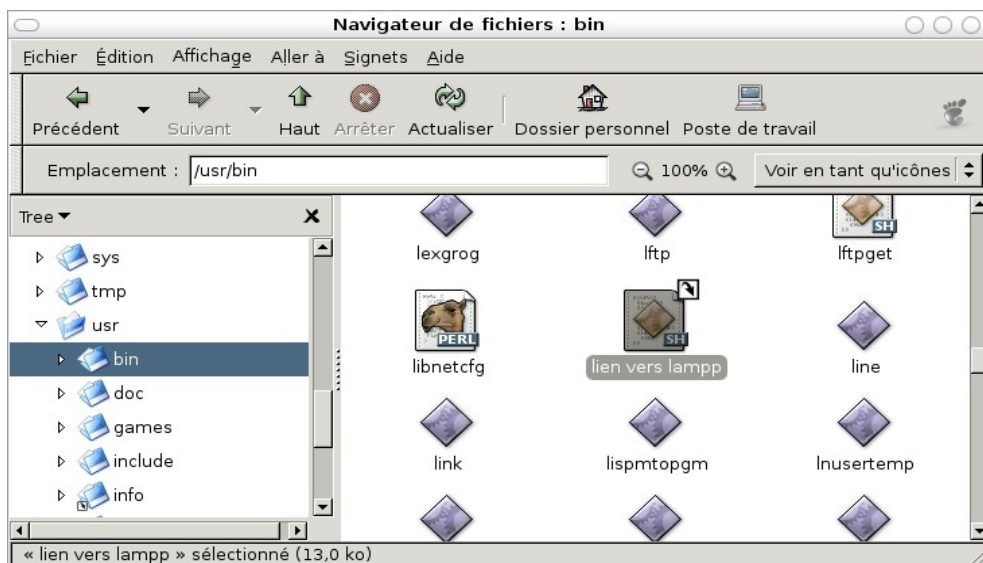 Navigateur de fichiers : bin
Fichier Édition Affichage Aller à Signets Aide
Précédent Suivant Haut Arrêter Actualiser Dossier personnel Poste de travail
Emplacement : /usr/bin 100% Voir en tant qu'icônes
Tree
sys
tmp
usr
bin
doc
games
include
info
lexgrog lftp lftpget
SH
PERL SH
libnetcfg lien vers lampp line
link lispmtopgm lnusertemp
« lien vers lampp » sélectionné (13,0 ko)